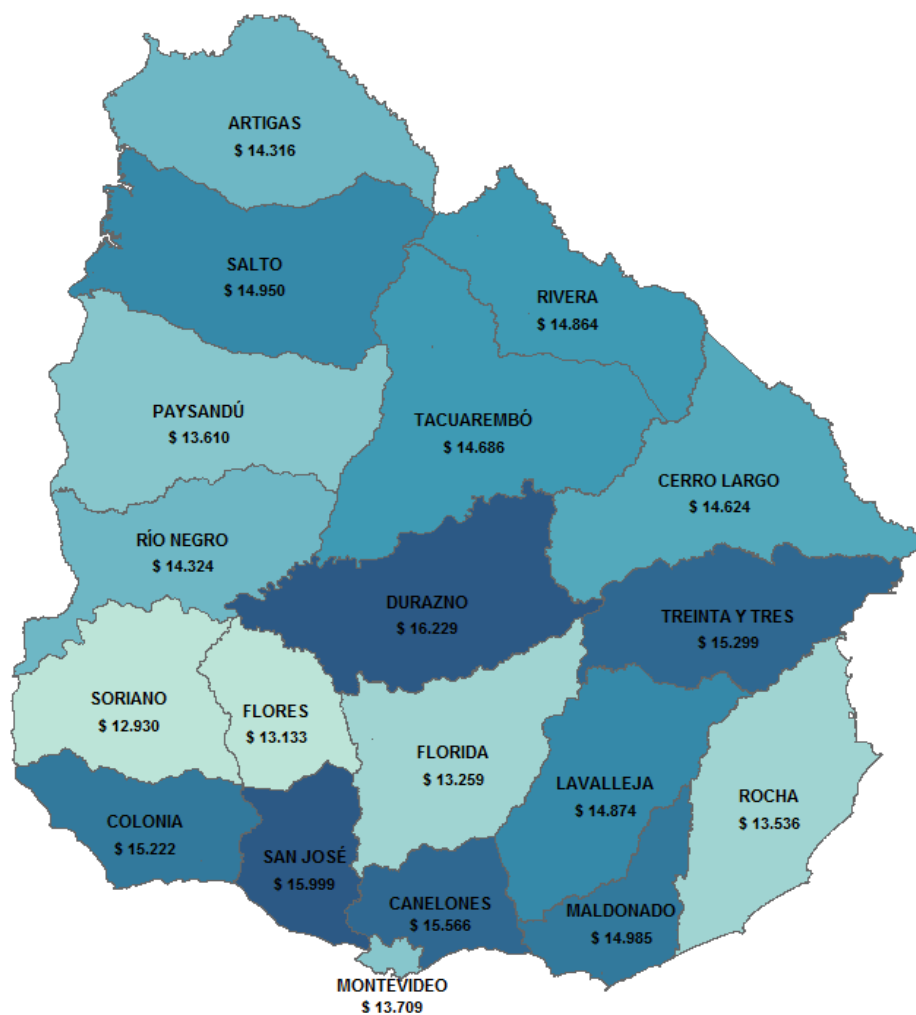 ARTIGAS
$ 14.316
SALTO
$ 14.950
RIVERA
$ 14.864
PAYSANDÚ
$ 13.610
TACUAREMBÓ
$ 14.686
CERRO LARGO
$ 14.624
RÍO NEGRO
$ 14.324
DURAZNO
$ 16.229
TREINTA Y TRES
$ 15.299
SORIANO
$ 12.930
FLORES
$ 13.133
FLORIDA
$ 13.259
LAVALLEJA
$ 14.874
ROCHA
$ 13.536
COLONIA
$ 15.222
SAN JOSÉ
$ 15.999
CANELONES
$ 15.566
MALDONADO
$ 14.985
MONTEVIDEO
$ 13.709